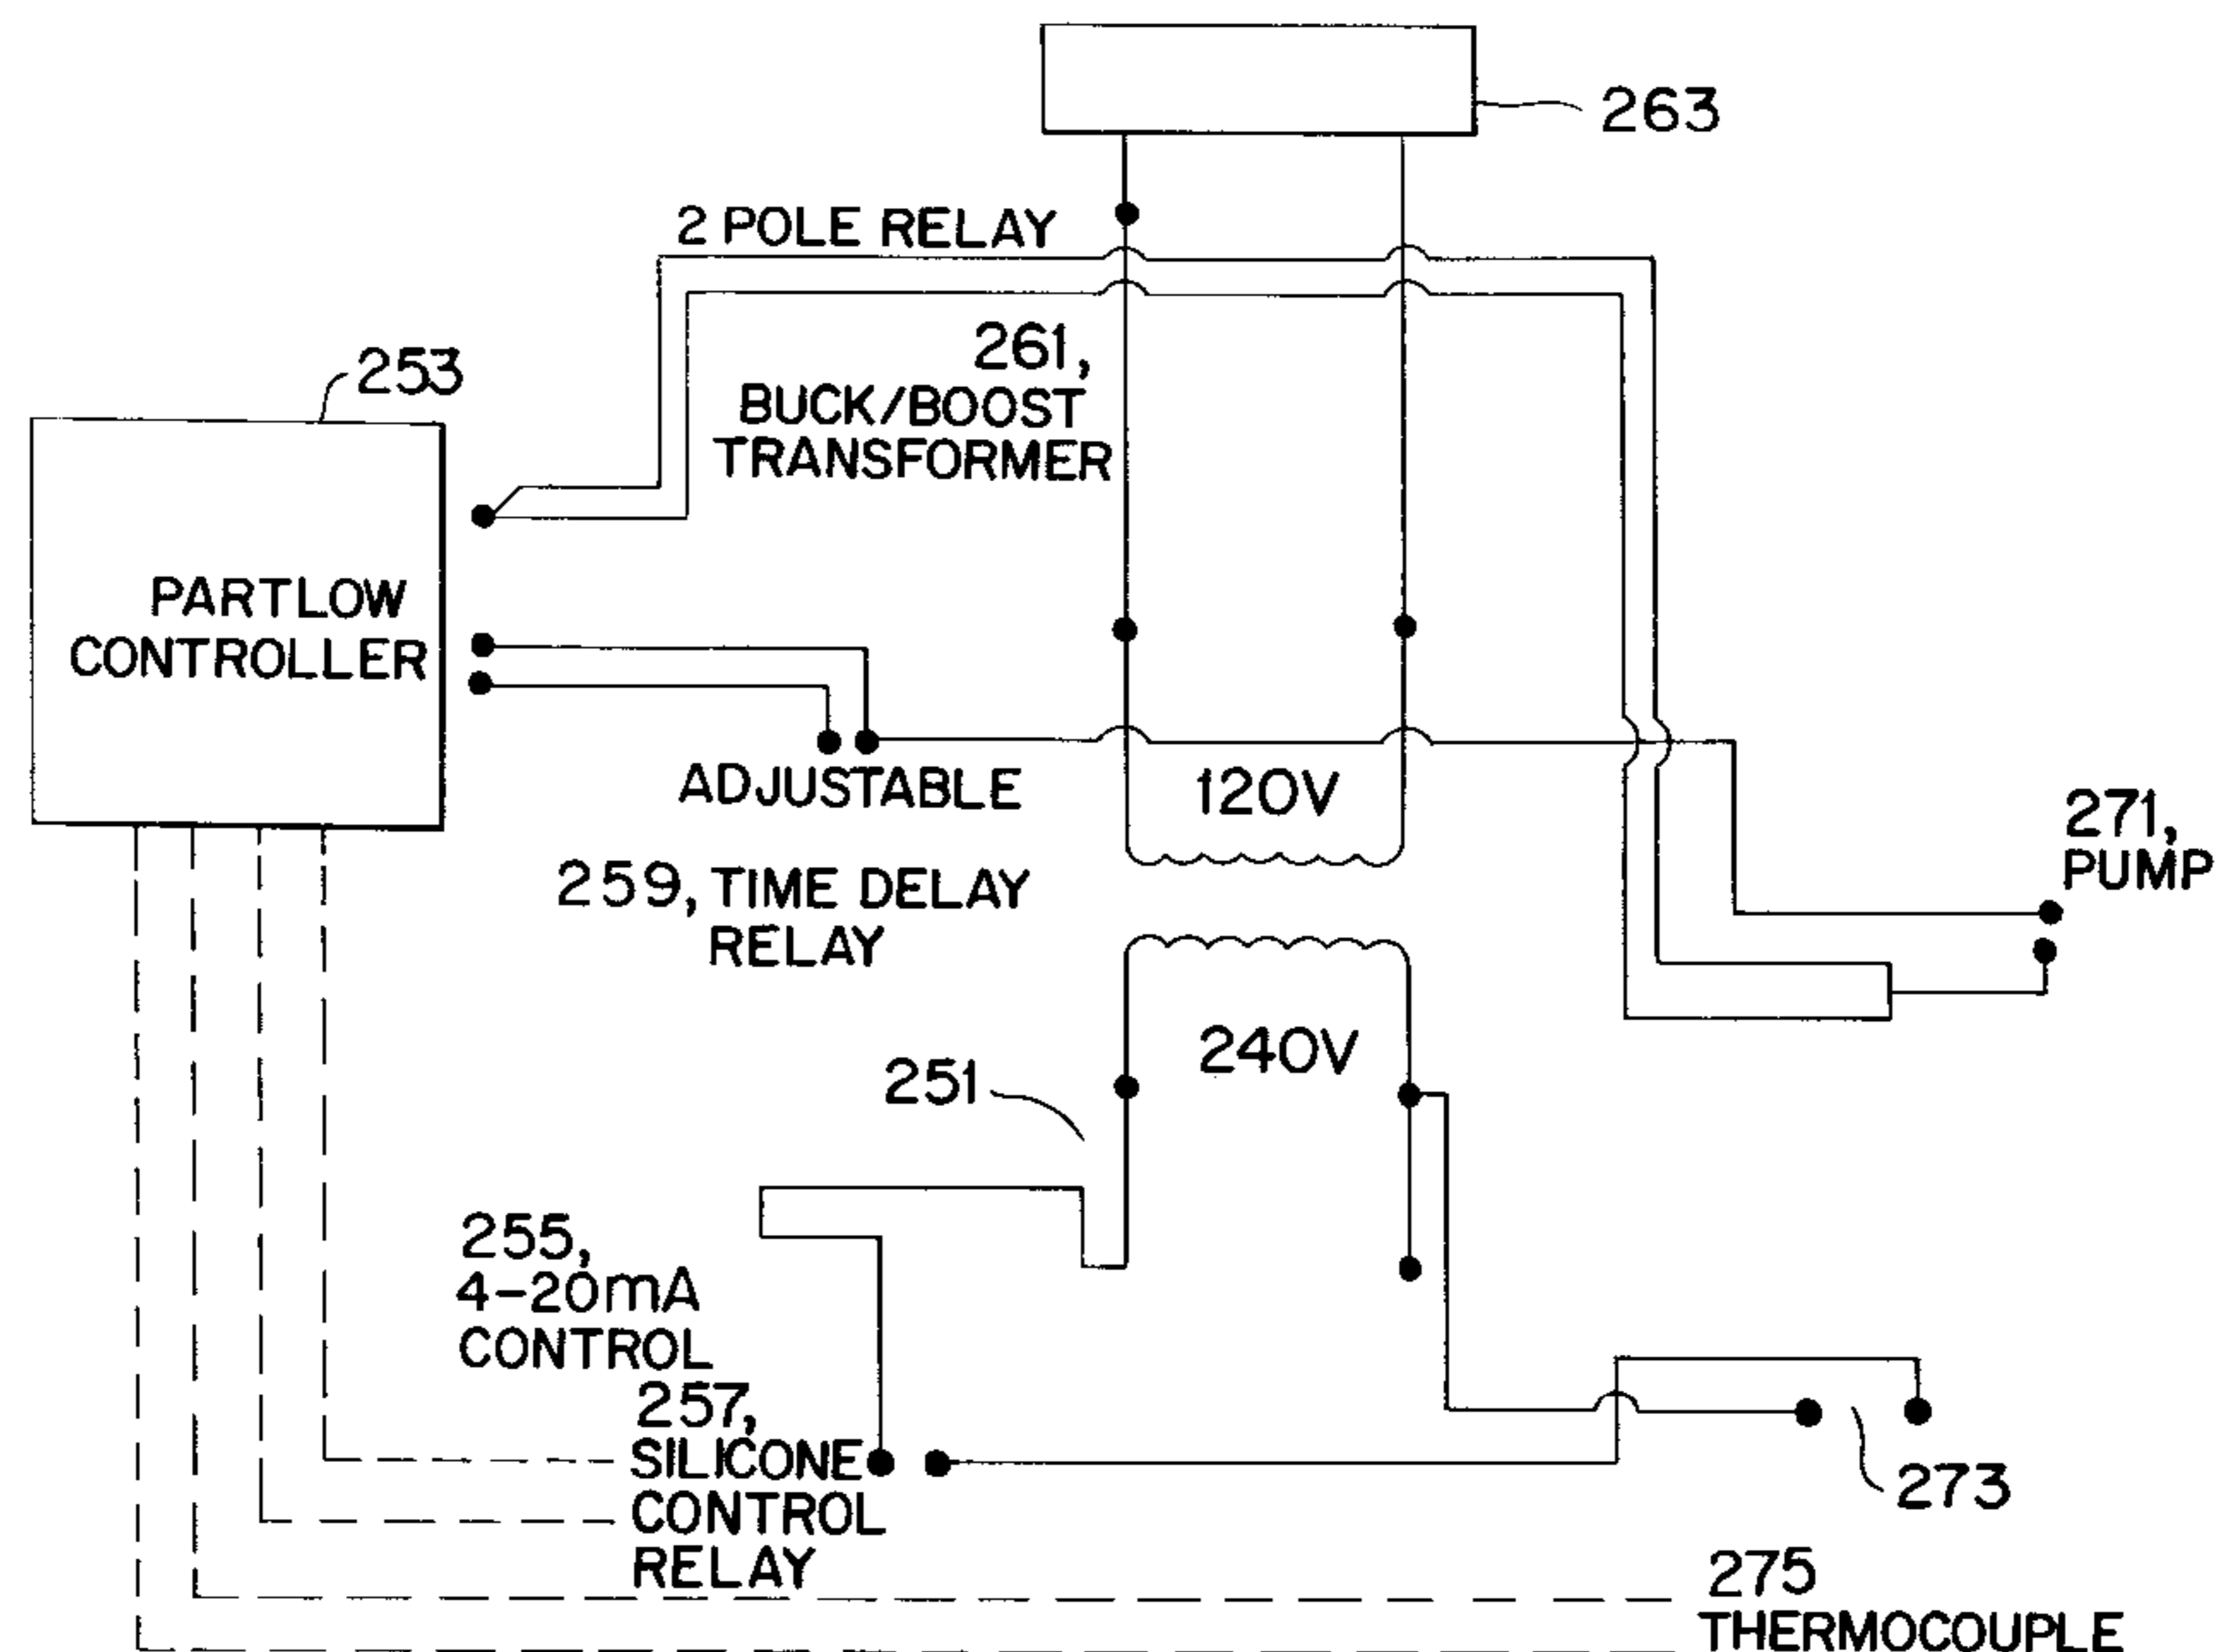 263
2 POLE RELAY
261,
BUCK/BOOST
TRANSFORMER
253
PARTLOW
CONTROLLER
ADJUSTABLE
120V
259, TIME DELAY
RELAY
271,
PUMP
240V
251
255,
4-20mA
CONTROL
257,
SILICONE
CONTROL
RELAY
273
275
THERMOCOUPLE